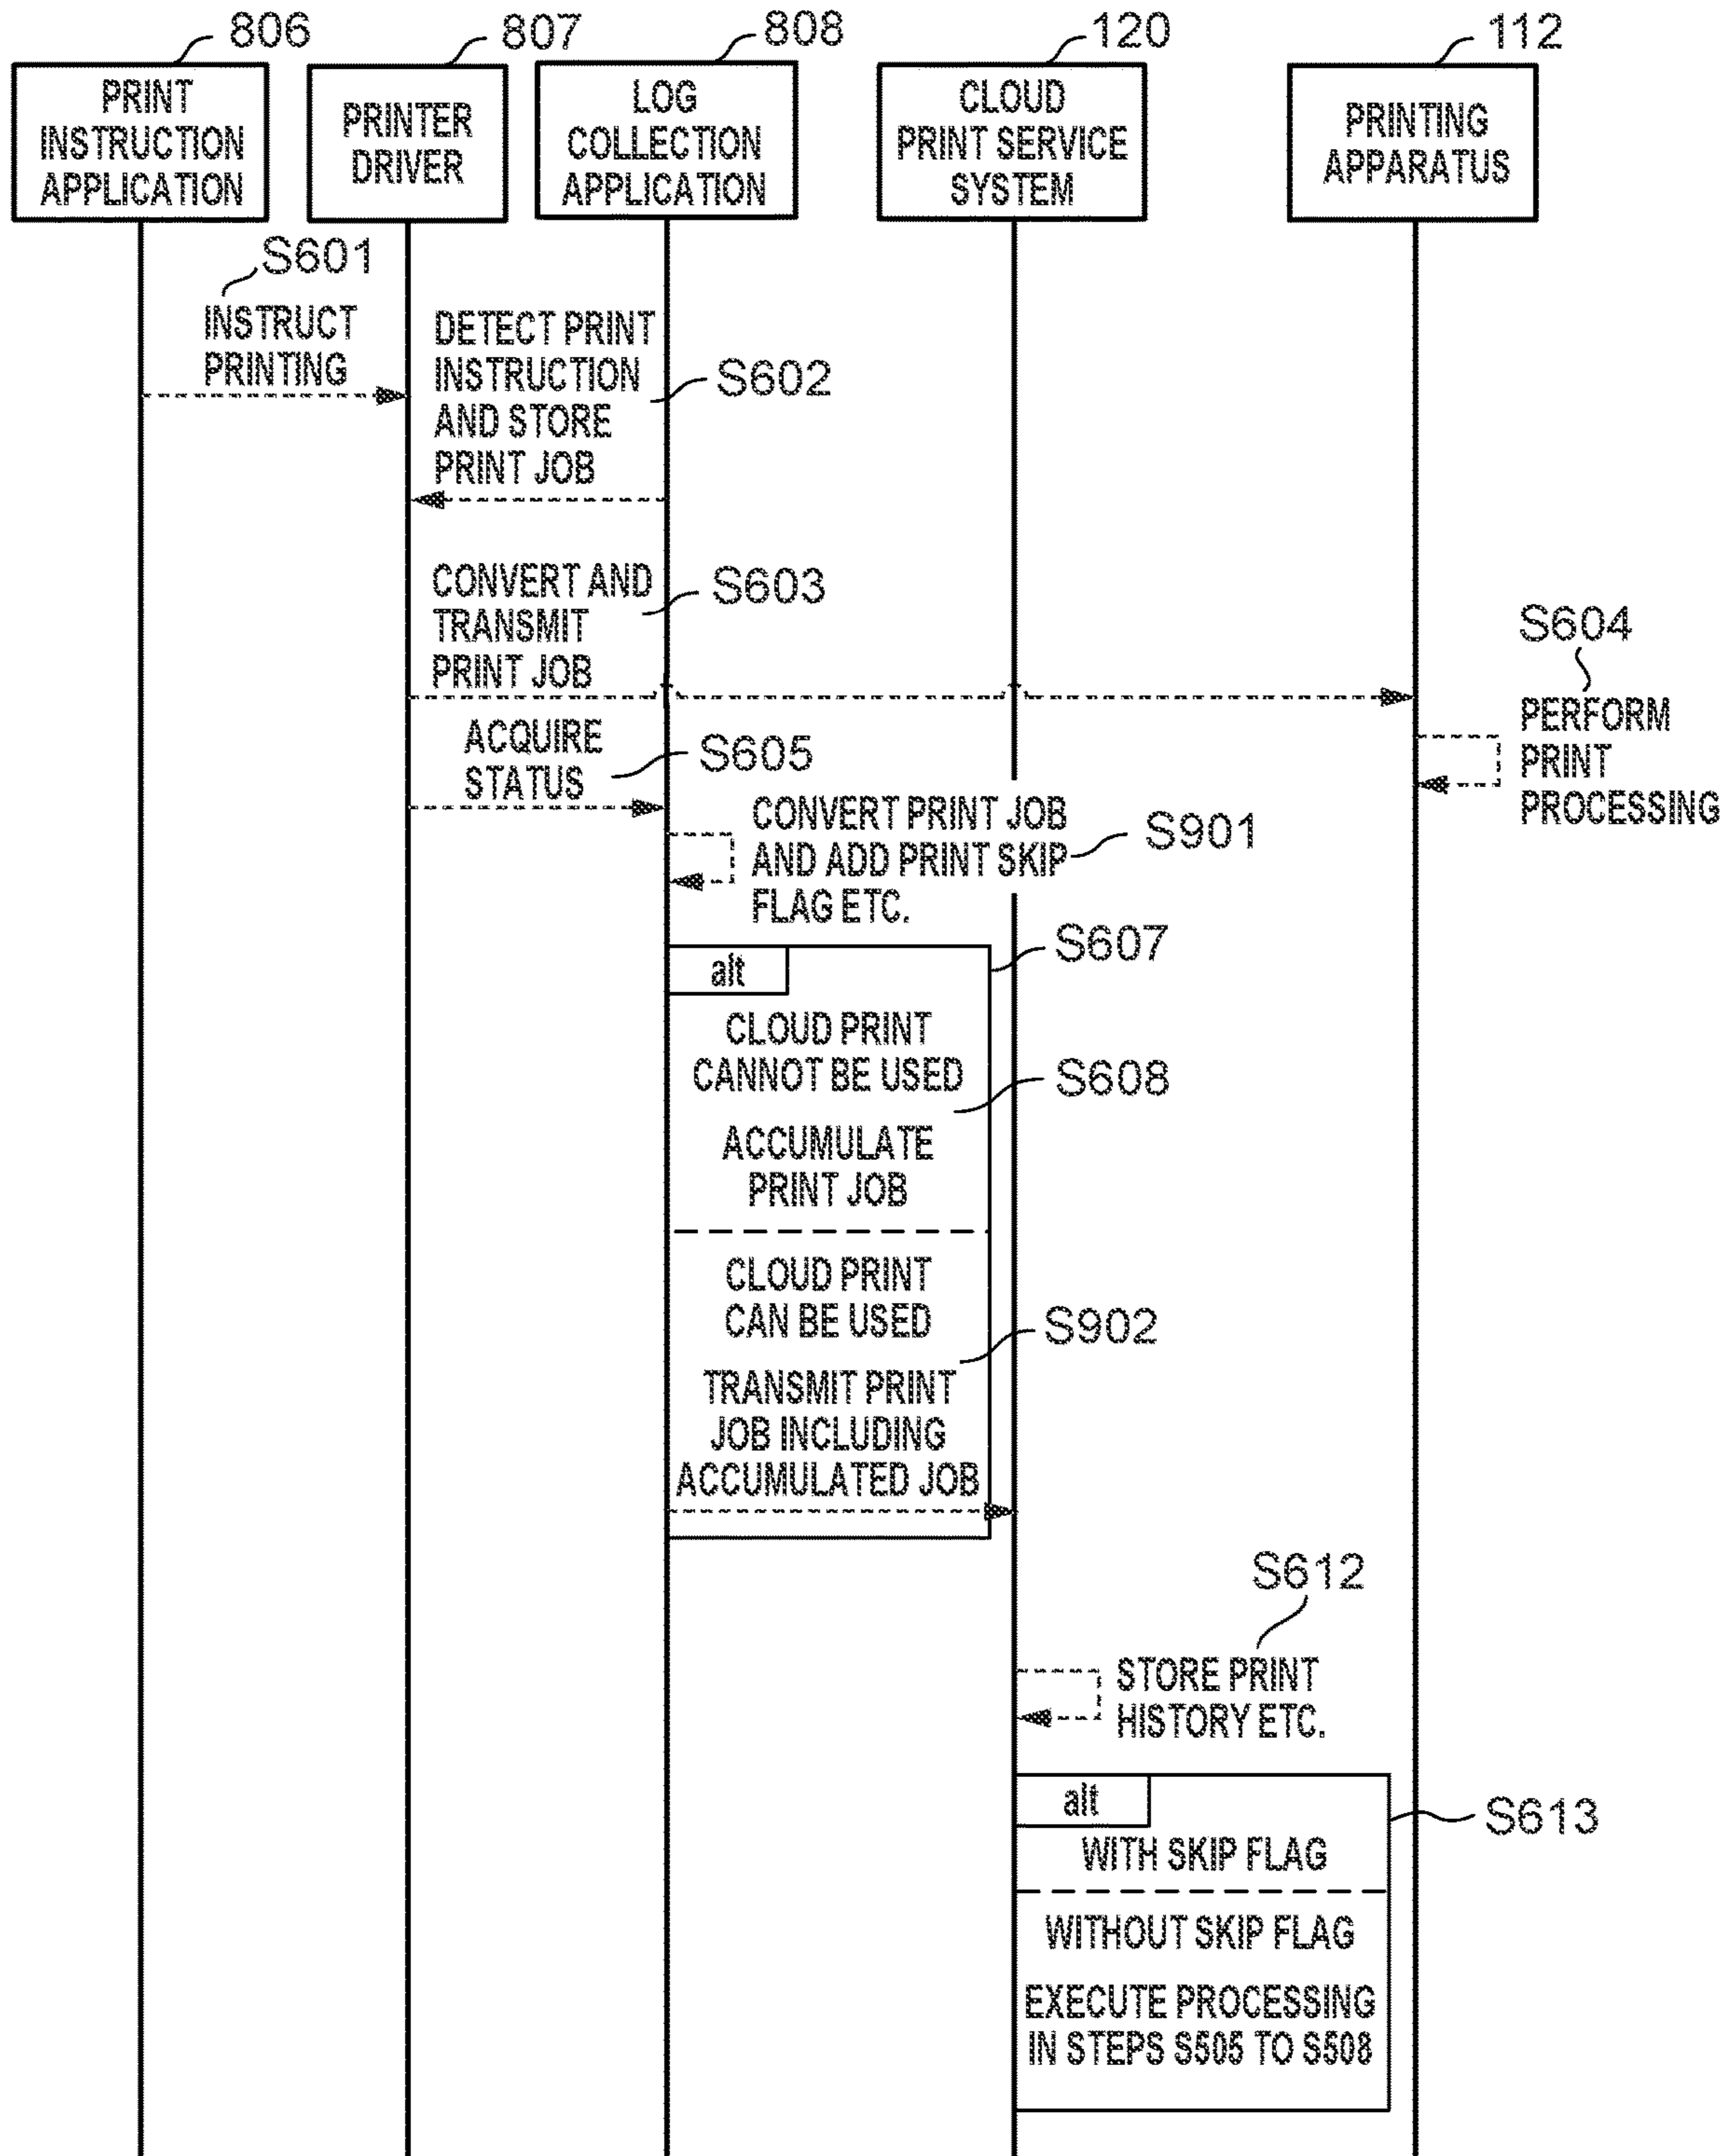 806
807
808
120
112
PRINT
INSTRUCTION
APPLICATION
PRINTER
DRIVER
LOG
COLLECTION
APPLICATION
CLOUD
PRINT SERVICE
SYSTEM
PRINTING
APPARATUS
S601
INSTRUCT
PRINTING
DETECT PRINT
INSTRUCTION
AND STORE
PRINT JOB
S602
CONVERT AND
TRANSMIT
PRINT JOB
S603
S604
PERFORM
PRINT
PROCESSING
ACQUIRE
STATUS
S605
CONVERT PRINT JOB
AND ADD PRINT SKIP
FLAG ETC.
S901
alt
S607
CLOUD PRINT
CANNOT BE USED
S608
ACCUMULATE
PRINT JOB
CLOUD PRINT
CAN BE USED
S902
TRANSMIT PRINT
JOB INCLUDING
ACCUMULATED JOB
S612
STORE PRINT
HISTORY ETC.
alt
S613
WITH SKIP FLAG
WITHOUT SKIP FLAG
EXECUTE PROCESSING
IN STEPS S505 TO S508